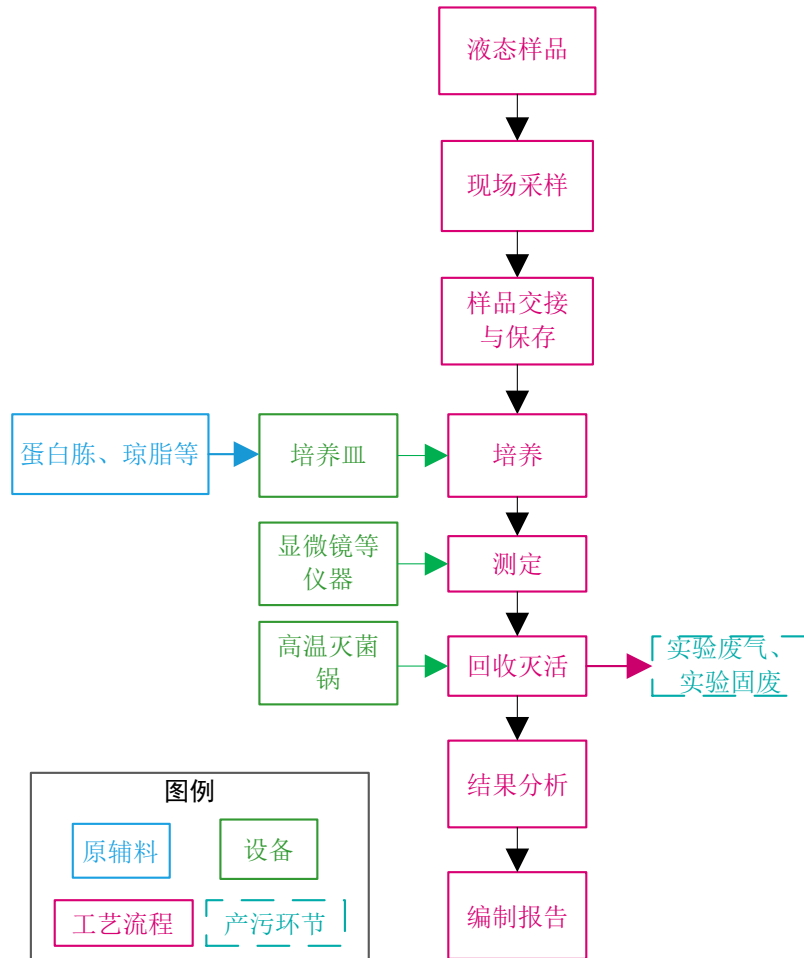 液态样品
现场采样
样品交接
与保存
蛋白胨、琼脂等
培养皿
培养
显微镜等
仪器
测定
高温灭菌
锅
回收灭活
实验废气、
实验固废
结果分析
编制报告
图例
原辅料
设备
工艺流程
产污环节